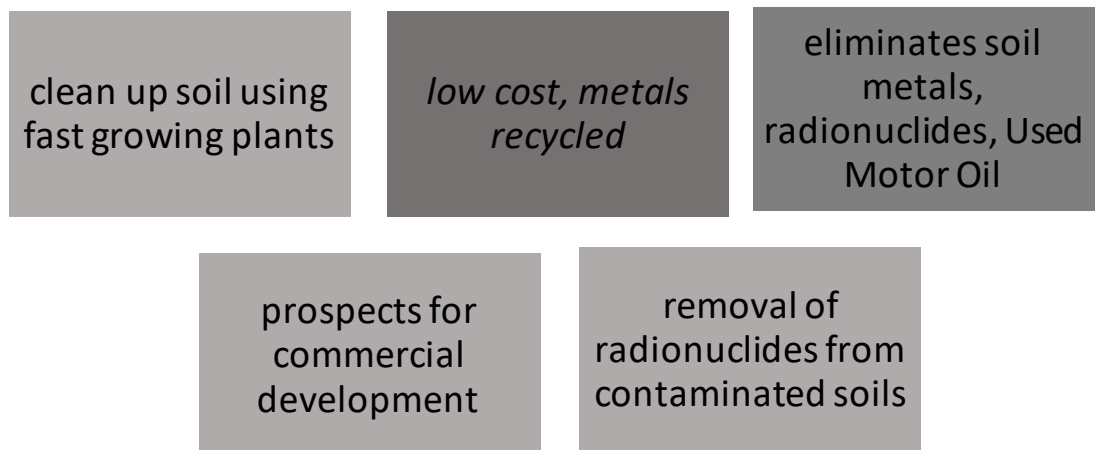 clean up soil using
fast growing plants
low cost, metals
recycled
eliminates soil
metals,
radionuclides, Used
Motor Oil
prospects for
commercial
development
removal of
radionuclides from
contaminated soils